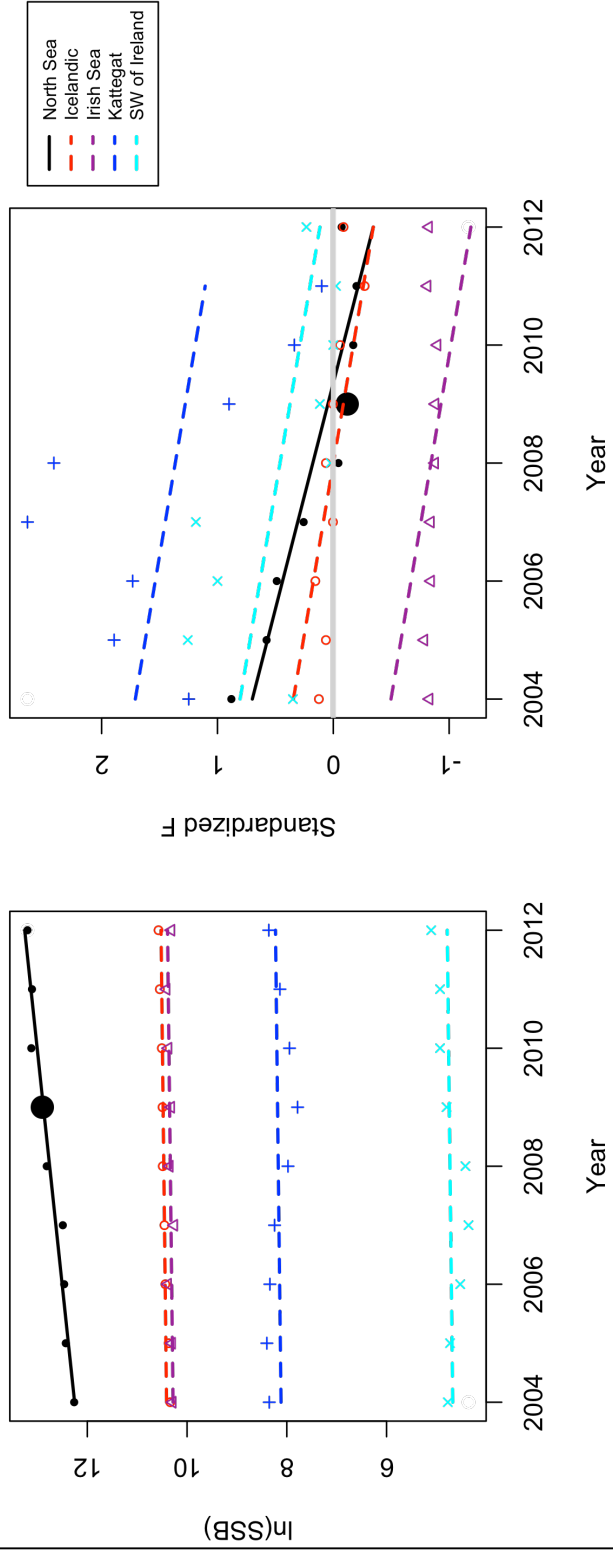 ln(SSB)
12
10
8
6
2004
2006
2008
2010
2012
Year
Standardized F
2
1
0
-1
2004
2006
2008
2010
2012
Year
North Sea
Icelandic
Irish Sea
Kattegat
SW of Ireland